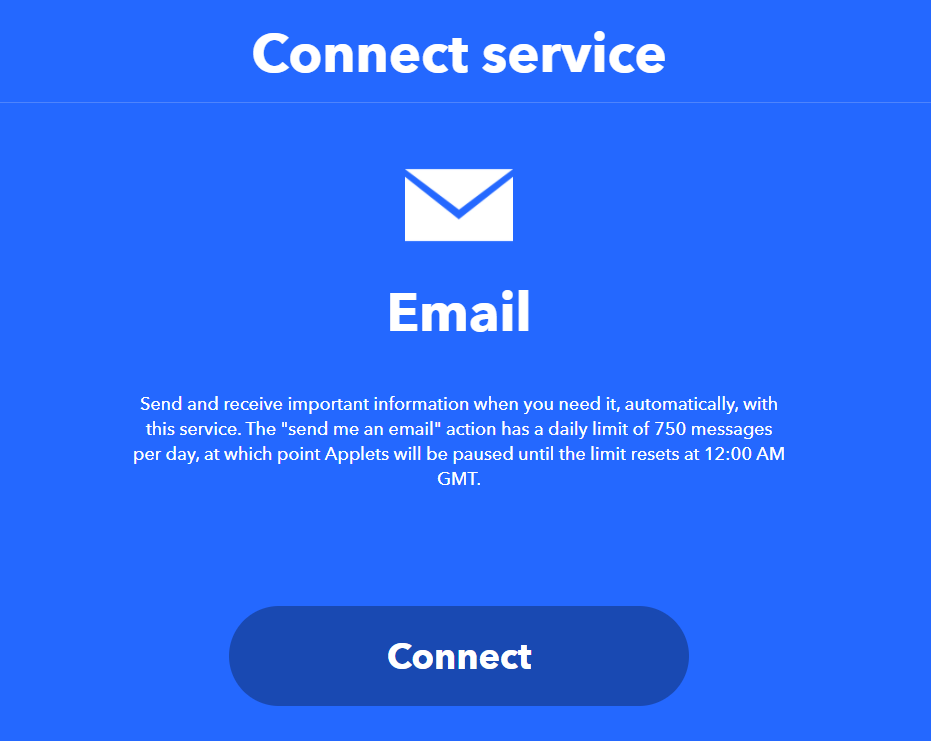 Connect service
Email
Send and receive important information when you need it, automatically, with
this service. The "send me an email" action has a daily limit of 750 messages
per day, at which point Applets will be paused until the limit resets at 12:00 AM
GMT.
Connect